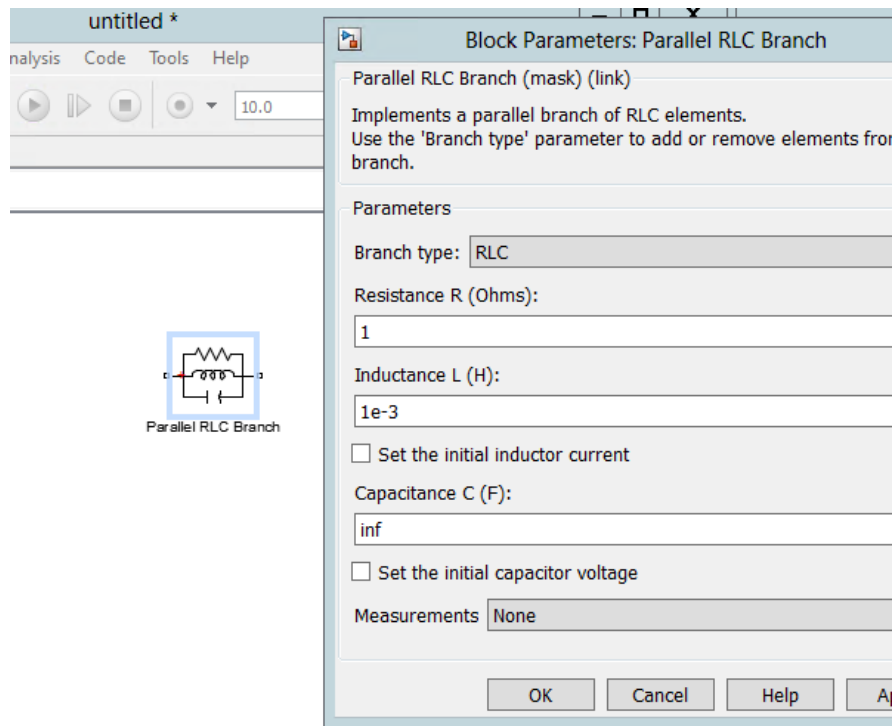 untitled *
nalysis Code Tools Help
10.0
Parallel RLC Branch
Block Parameters: Parallel RLC Branch
Parallel RLC Branch (mask) (link)
Implements a parallel branch of RLC elements.
Use the 'Branch type' parameter to add or remove elements from
branch.
Parameters
Branch type: RLC
Resistance R (Ohms):
1
Inductance L (H):
1e-3
Set the initial inductor current
Capacitance C (F):
inf
Set the initial capacitor voltage
Measurements None
OK Cancel Help Ap